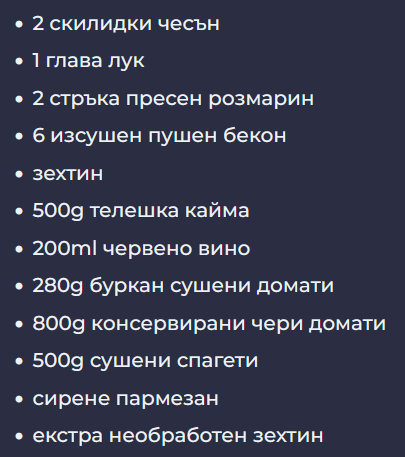 • 2 скилидки чесън
• 1 глава лук
• 2 стръка пресен розмарин
• 6 изсушен пушен бекон
• зехтин
• 500g телешка кайма
• 200ml червено вино
• 280g буркан сушени домати
• 800g консервирани чери домати
• 500g сушени спагети
• сирене пармезан
• екстра необработен зехтин